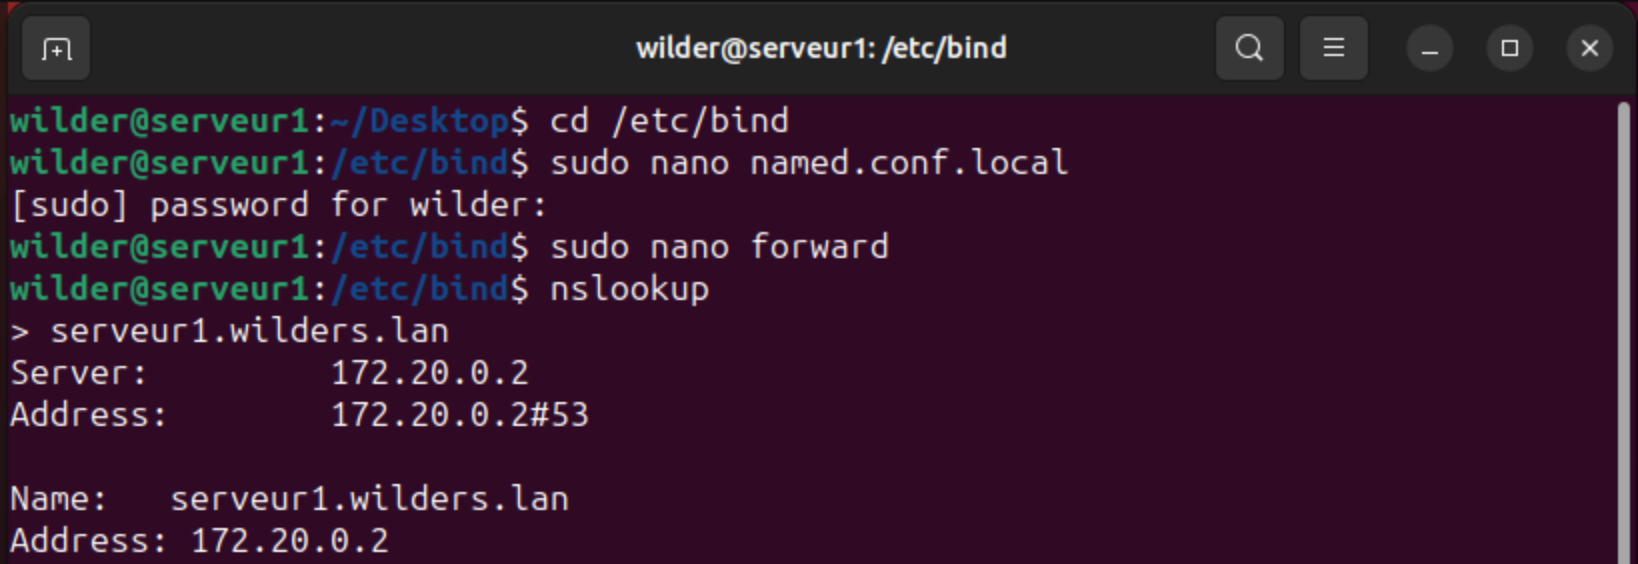 wilder@serveur1: /etc/bind
wilder@serveur1:~/Desktop$ cd /etc/bind
wilder@serveur1:/etc/bind$ sudo nano named.conf.local
[sudo] password for wilder:
wilder@serveur1:/etc/bind$ sudo nano forward
wilder@serveur1:/etc/bind$ nslookup
> serveur1.wilders.lan
Server:         172.20.0.2
Address:        172.20.0.2#53
Name:   serveur1.wilders.lan
Address: 172.20.0.2